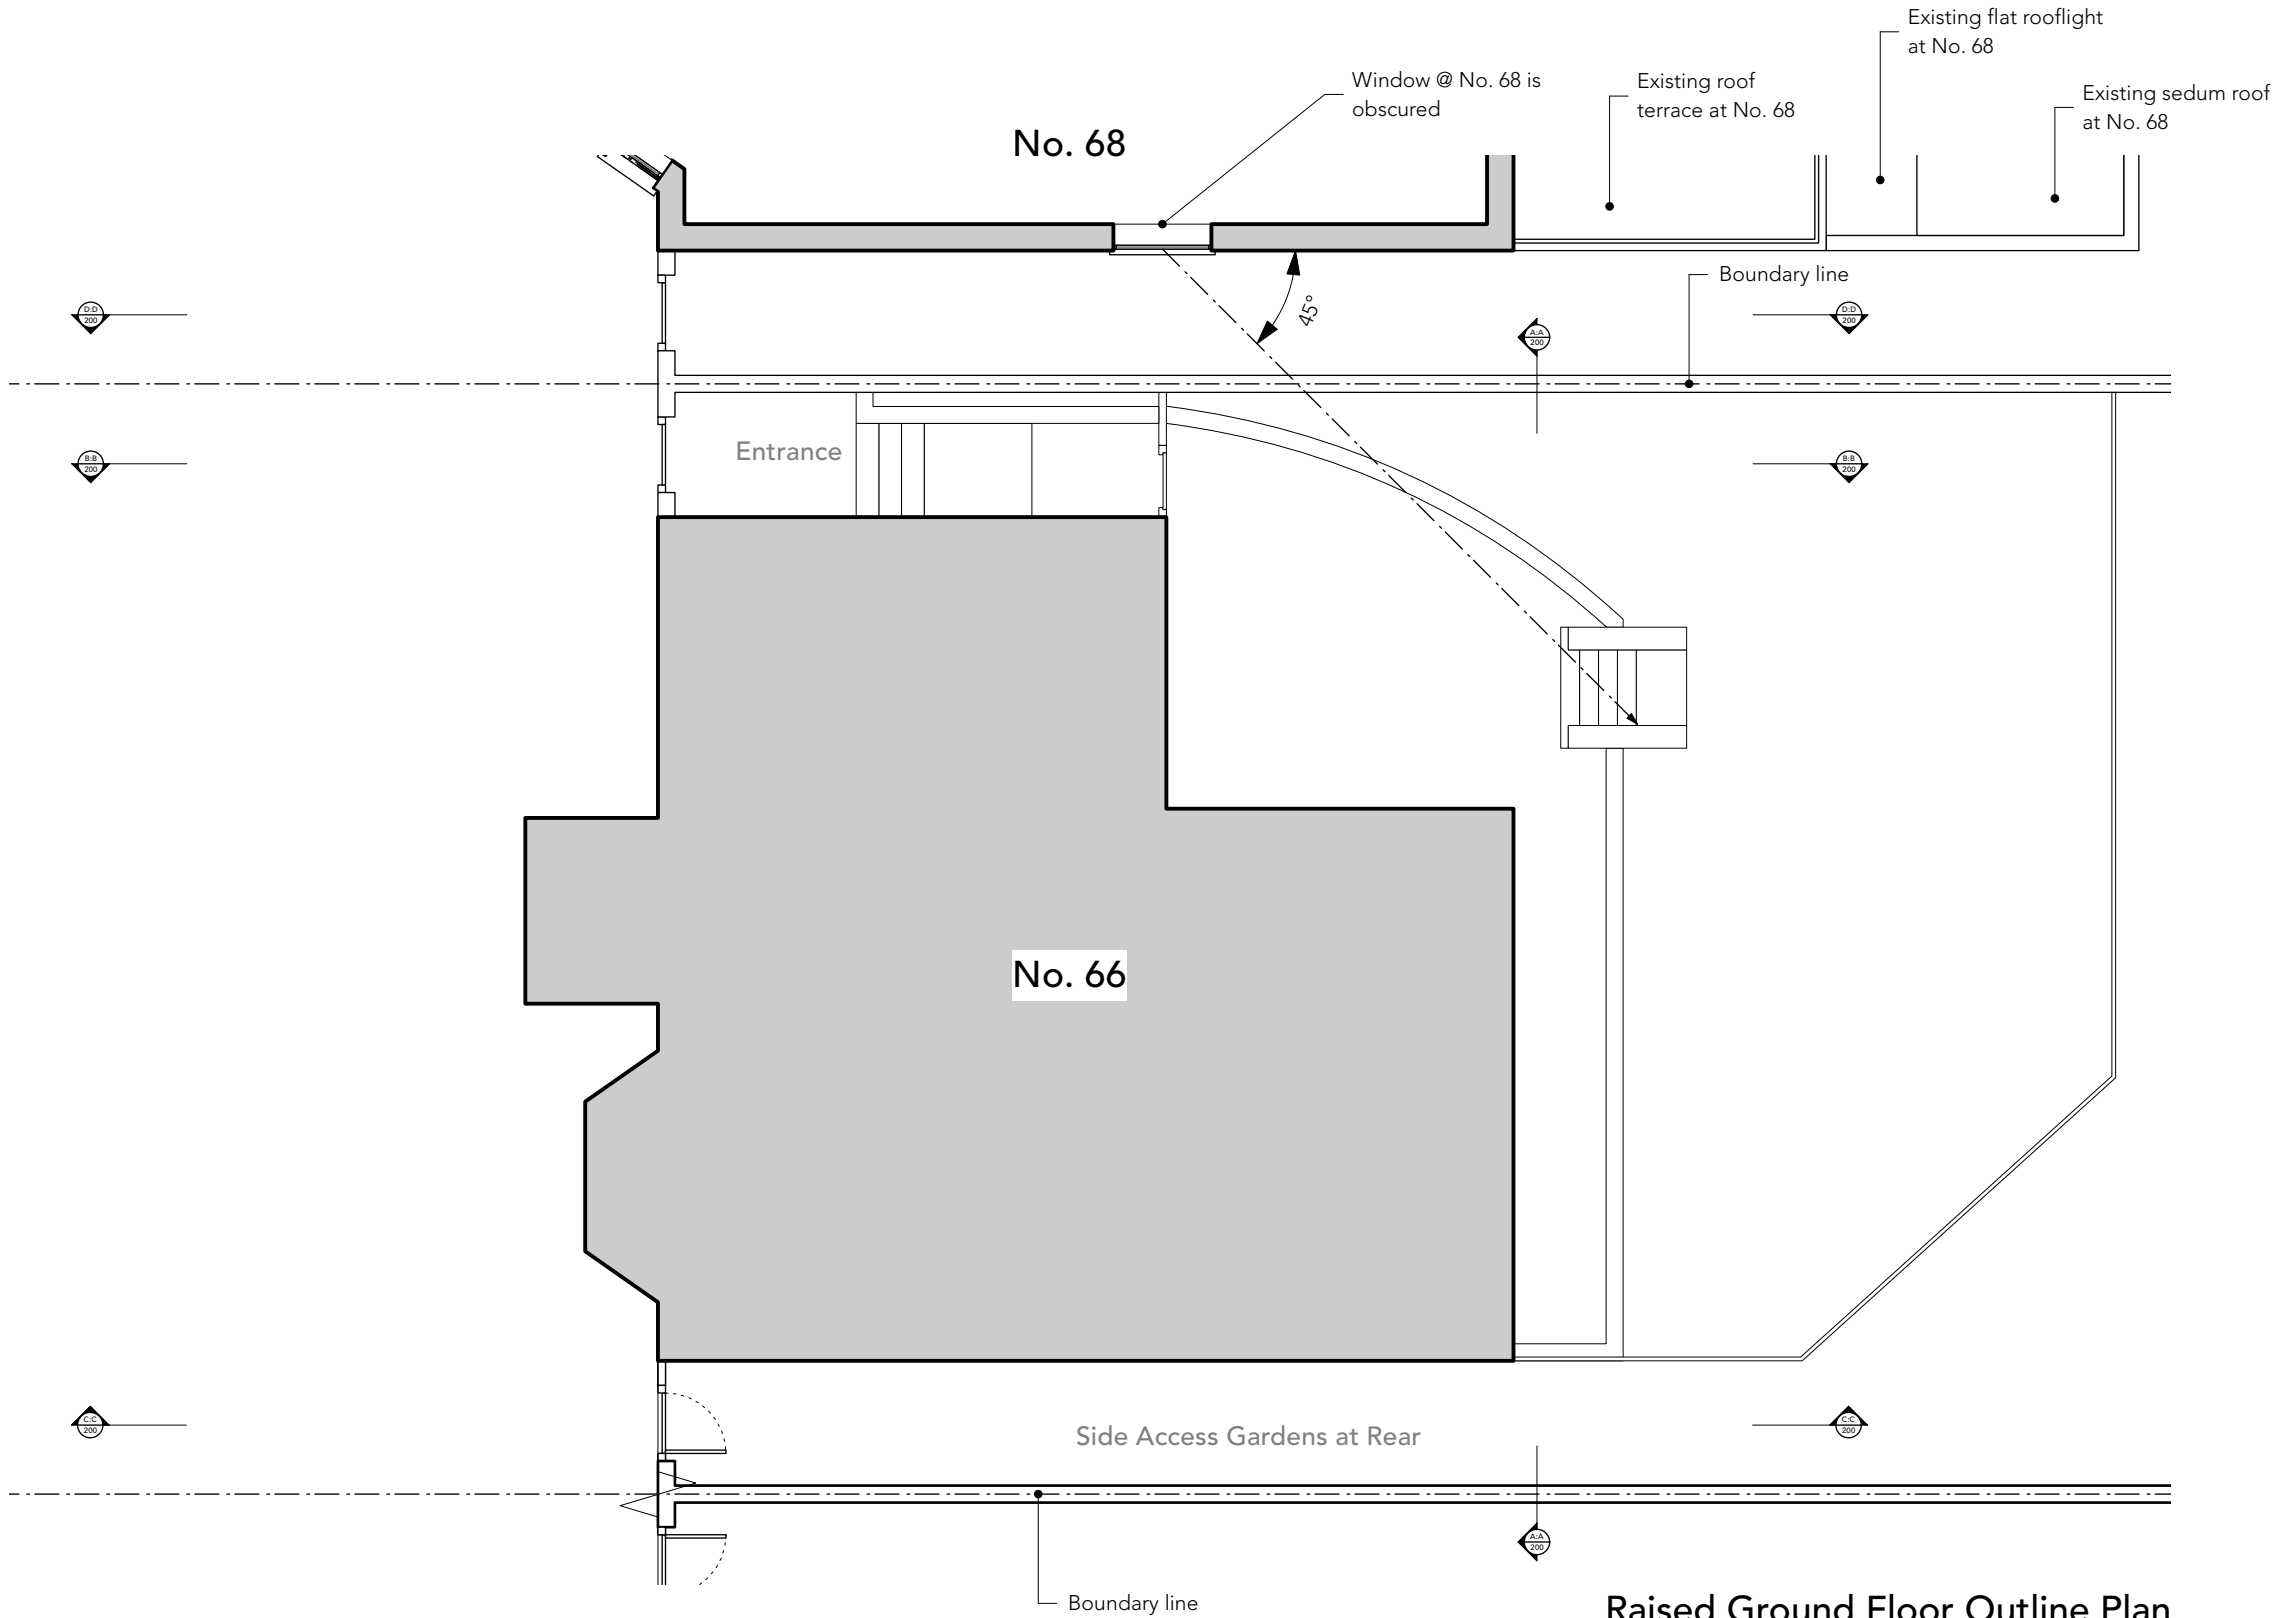 Existing flat rooflight
at No. 68
Window @ No. 68 is
obscured
Existing roof
terrace at No. 68
Existing sedum roof
at No. 68
No. 68
Boundary line
45°
D:D
200
D:D
200
A:A
200
Entrance
B:B
200
B:B
200
No. 66
C:C
200
Side Access Gardens at Rear
C:C
200
A:A
200
Boundary line
Raised Ground Floor Outline Plan